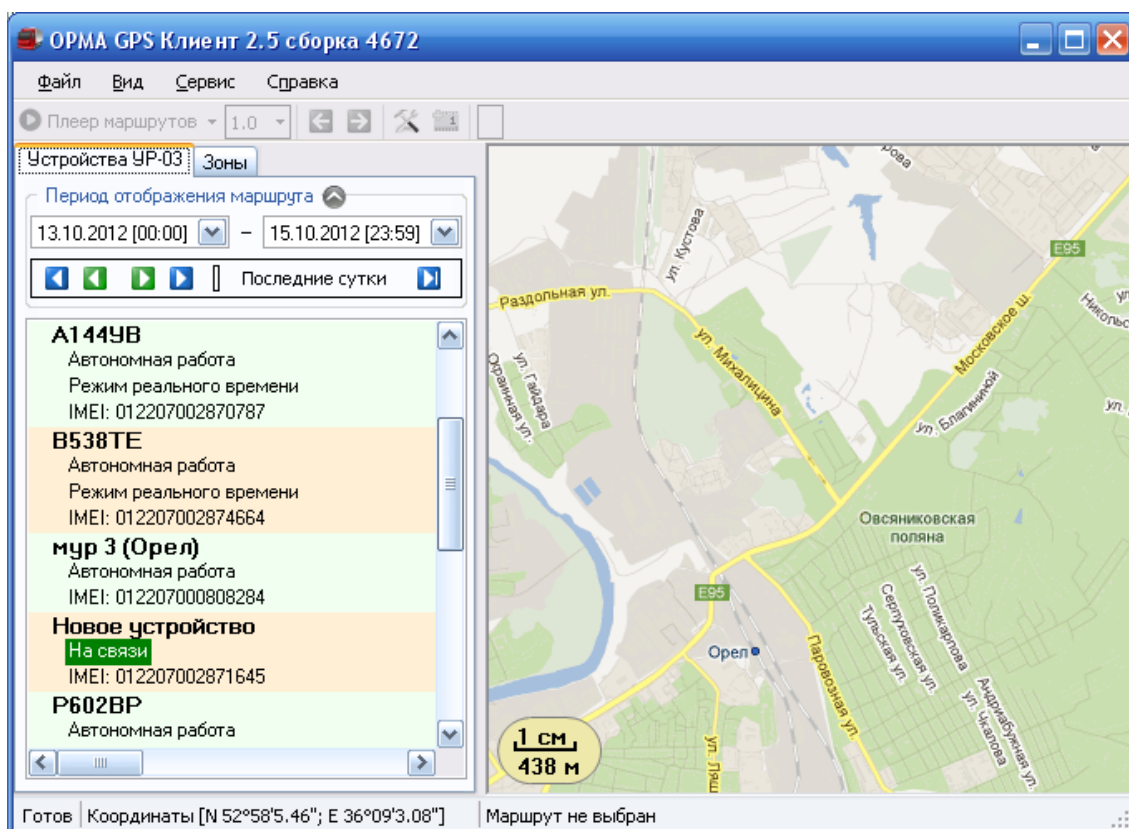 ОРМА GPS Клиент 2.5 сборка 4672
Файл Вид Сервис Справка
Плеер маршрутов 1.0
Устройства УР-03 Зоны
Период отображения маршрута
13.10.2012 [00:00] – 15.10.2012 [23:59]
Последние сутки
А144УВ
Автономная работа
Режим реального времени
IMEI: 012207002870787
В538ТЕ
Автономная работа
Режим реального времени
IMEI: 012207002874664
мур 3 (Орел)
Автономная работа
IMEI: 012207000808284
Новое устройство
На связи
IMEI: 012207002871645
Р602ВР
Автономная работа
ул. Кустова
E95
Раздольная ул.
ул. Михалицина
Московское ш.
ул. Гайдара
ул. Благининой
Овсяниковская
поляна
E95
Орел
Паровозная ул.
Тульская ул.
Серпуховская ул.
ул. Поликарпова
Андриабужная ул.
ул. Чкалова
1 см
438 м
Готов Координаты [N 52°58'5.46"; E 36°09'3.08"] Маршрут не выбран